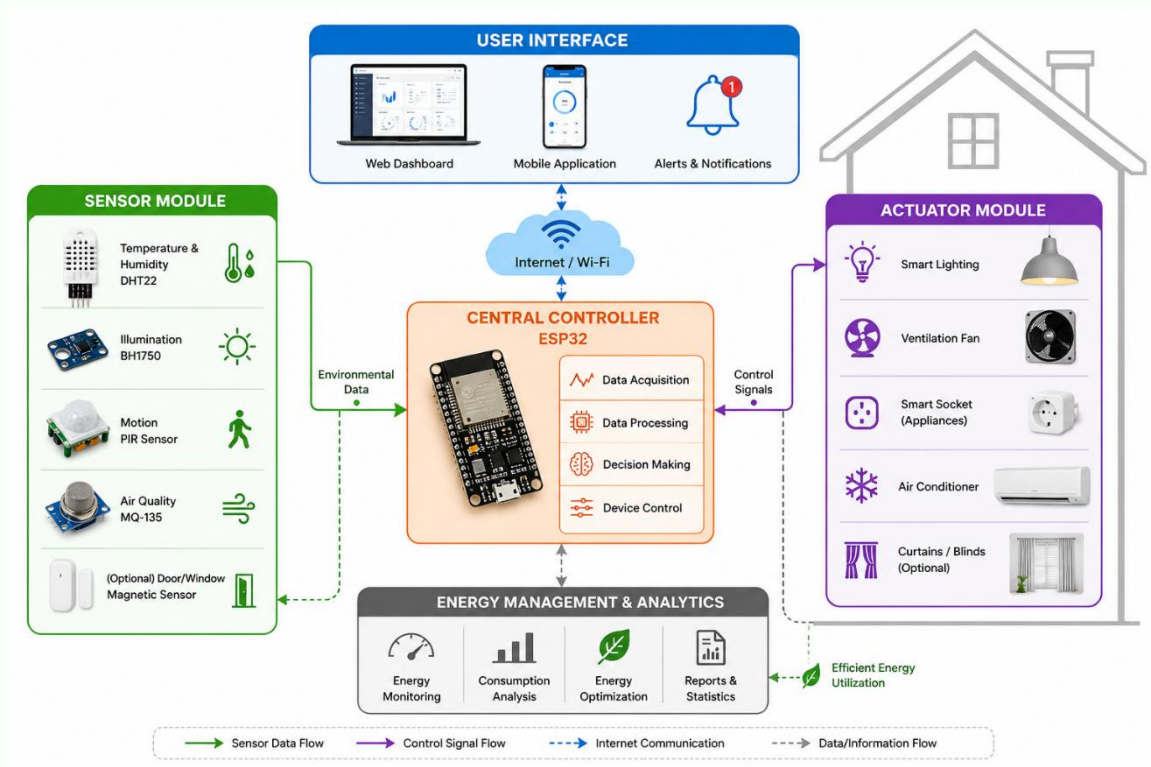 USER INTERFACE
Web Dashboard
Mobile Application
1
Alerts & Notifications
Internet / Wi-Fi
SENSOR MODULE
Temperature &
Humidity
DHT22
Illumination
BH1750
Motion
PIR Sensor
Air Quality
MQ-135
(Optional) Door/Window
Magnetic Sensor
Environmental
Data
CENTRAL CONTROLLER
ESP32
Data Acquisition
Data Processing
Decision Making
Device Control
Control
Signals
ACTUATOR MODULE
Smart Lighting
Ventilation Fan
Smart Socket
(Appliances)
Air Conditioner
Curtains / Blinds
(Optional)
ENERGY MANAGEMENT & ANALYTICS
Energy
Monitoring
Consumption
Analysis
Energy
Optimization
Reports &
Statistics
Efficient Energy
Utilization
Sensor Data Flow
Control Signal Flow
Internet Communication
Data/Information Flow